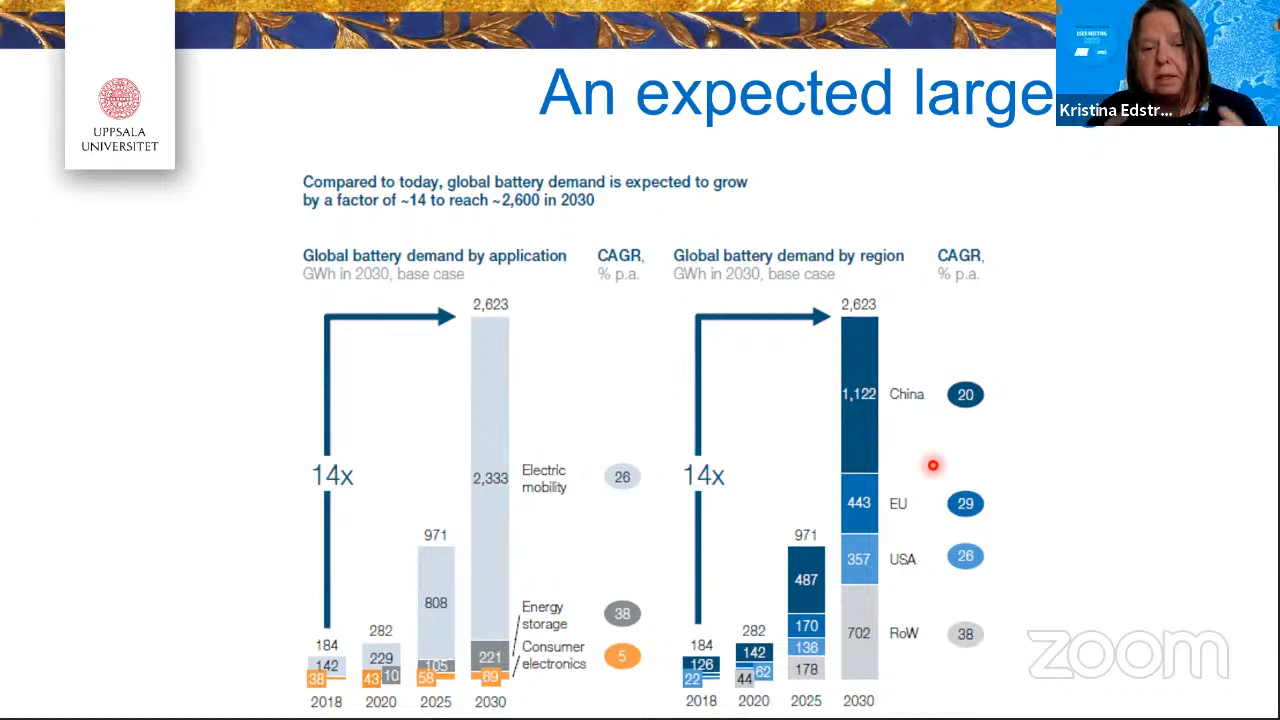 UPPSALA
UNIVERSITET
An expected large
USER MEETING
Kristina Edstr...
Compared to today, global battery demand is expected to grow
by a factor of ~14 to reach ~2,600 in 2030
Global battery demand by application
GWh in 2030, base case
CAGR,
% p.a.
2,623
14x
2,333
Electric
mobility
26
971
808
Energy
storage
38
282
184
229
142
105
221
Consumer
electronics
5
38
43
10
58
69
2018
2020
2025
2030
Global battery demand by region
GWh in 2030, base case
CAGR,
% p.a.
2,623
1,122
China
20
14x
443
EU
29
971
487
357
USA
26
282
184
170
702
RoW
38
126
142
136
22
44
62
178
2018
2020
2025
2030
zoom